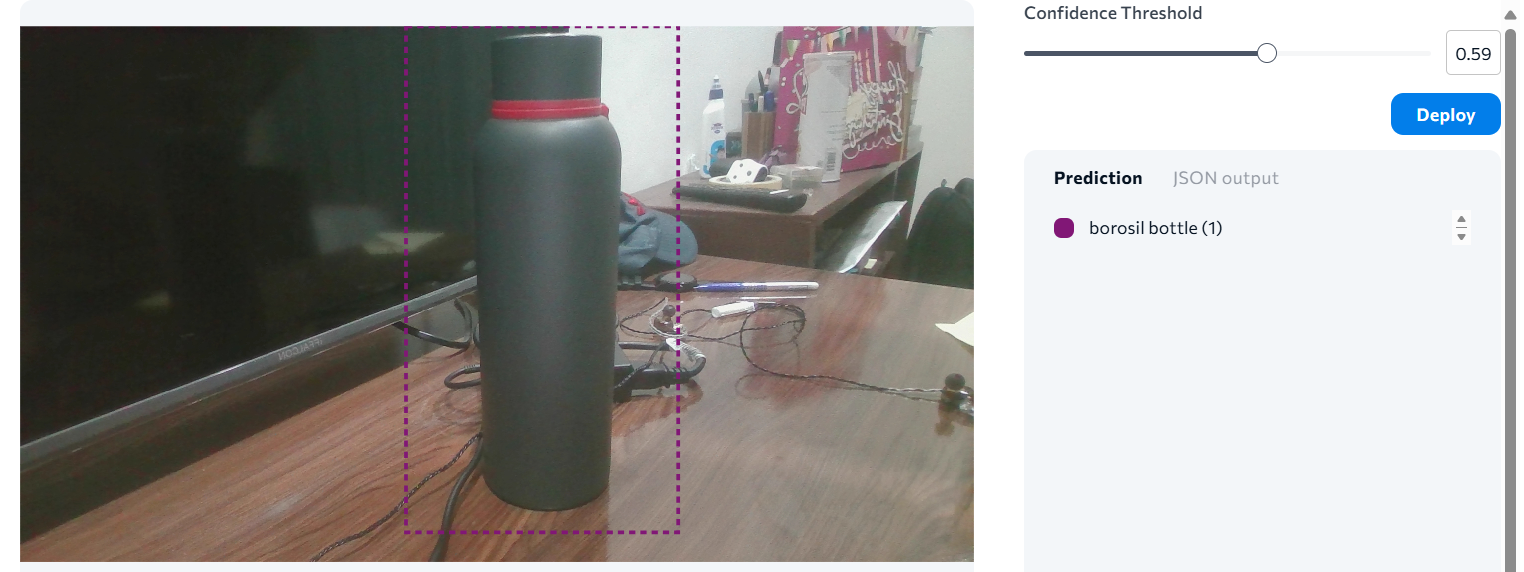 Confidence Threshold
0.59
Deploy
Prediction JSON output
borosil bottle (1)